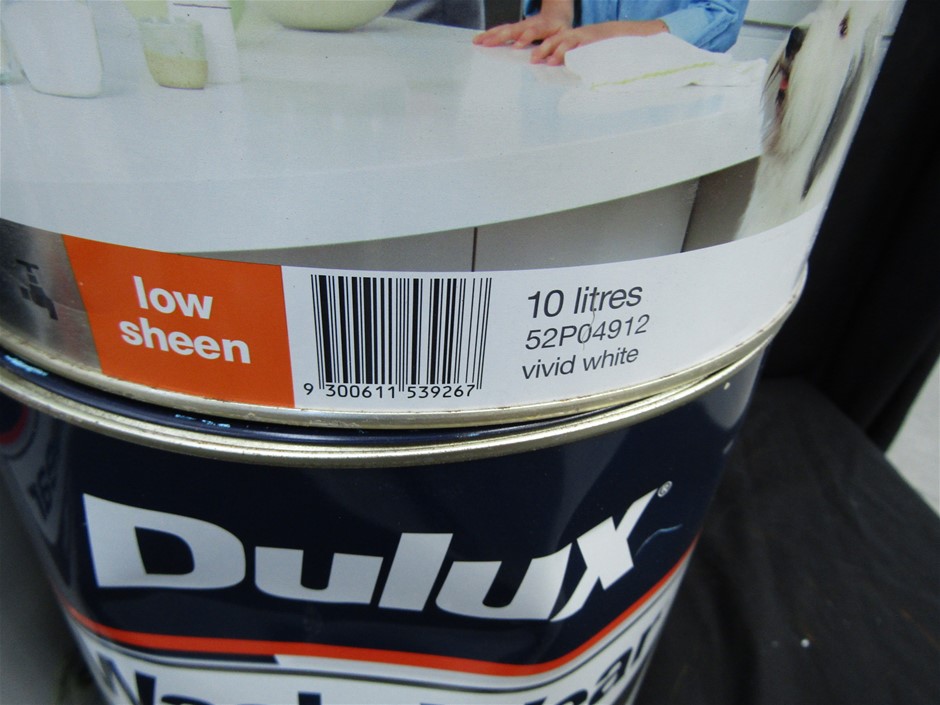 low
sheen
9 300611 539267
10 litres
52P04912
vivid white
Dulux®